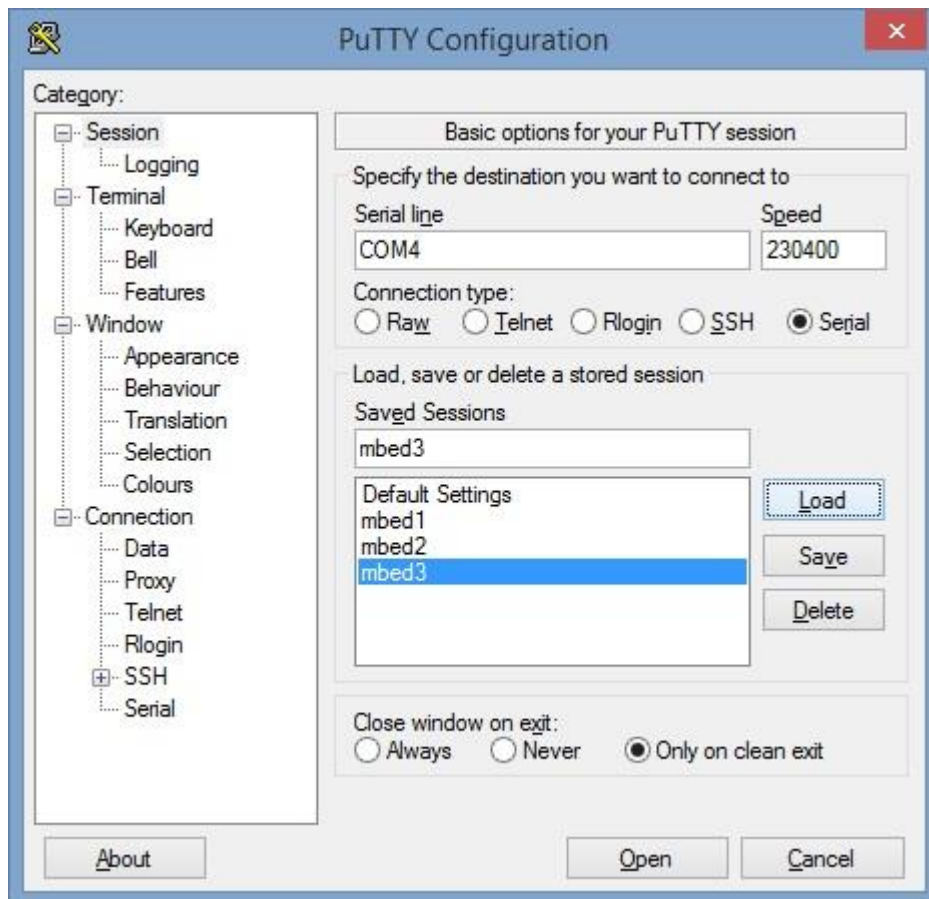 PuTTY Configuration
Category:
Session
Logging
Terminal
Keyboard
Bell
Features
Window
Appearance
Behaviour
Translation
Selection
Colours
Connection
Data
Proxy
Telnet
Rlogin
SSH
Serial
Basic options for your PuTTY session
Specify the destination you want to connect to
Serial line Speed
COM4 230400
Connection type:
Raw Telnet Rlogin SSH Serial
Load, save or delete a stored session
Saved Sessions
mbed3
Default Settings
mbed1
mbed2
mbed3
Load
Save
Delete
Close window on exit:
Always Never Only on clean exit
About Open Cancel